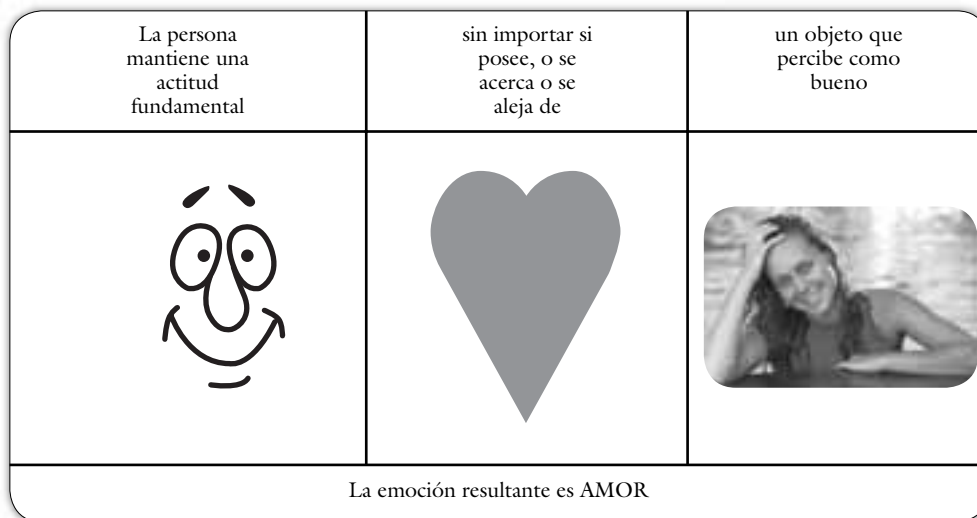 La persona
mantiene una
actitud
fundamental
sin importar si
posee, o se
acerca o se
aleja de
un objeto que
percibe como
bueno
La emoción resultante es AMOR